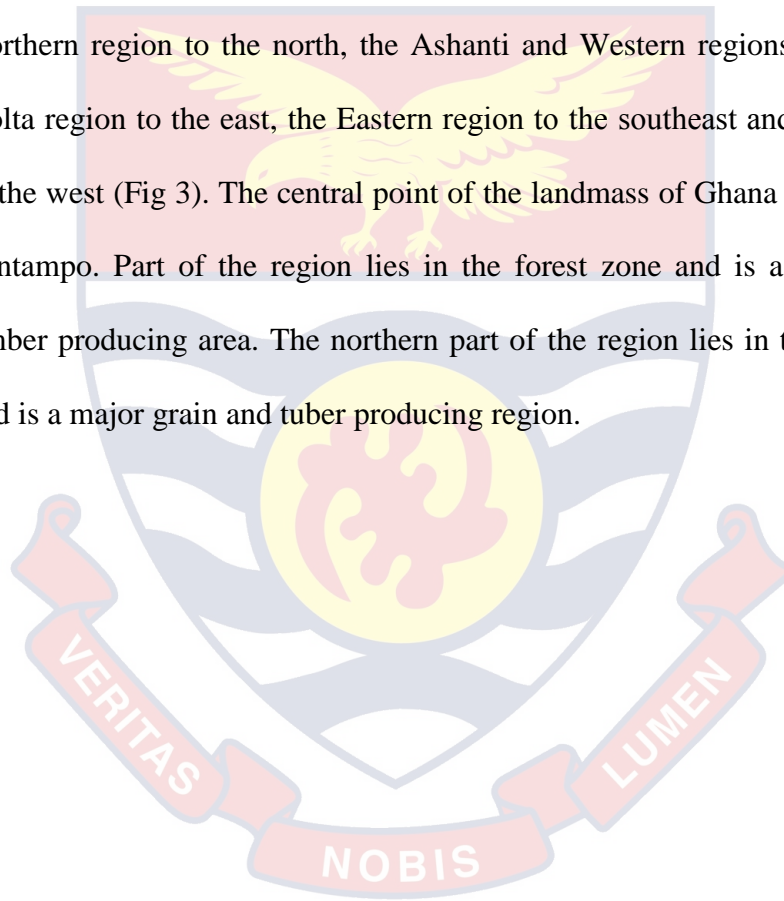 orthern region to the north, the Ashanti and Western regions
olta region to the east, the Eastern region to the southeast and
the west (Fig 3). The central point of the landmass of Ghana
ntampo. Part of the region lies in the forest zone and is a
nber producing area. The northern part of the region lies in t
d is a major grain and tuber producing region.
VERITAS
NOBIS
LUMEN